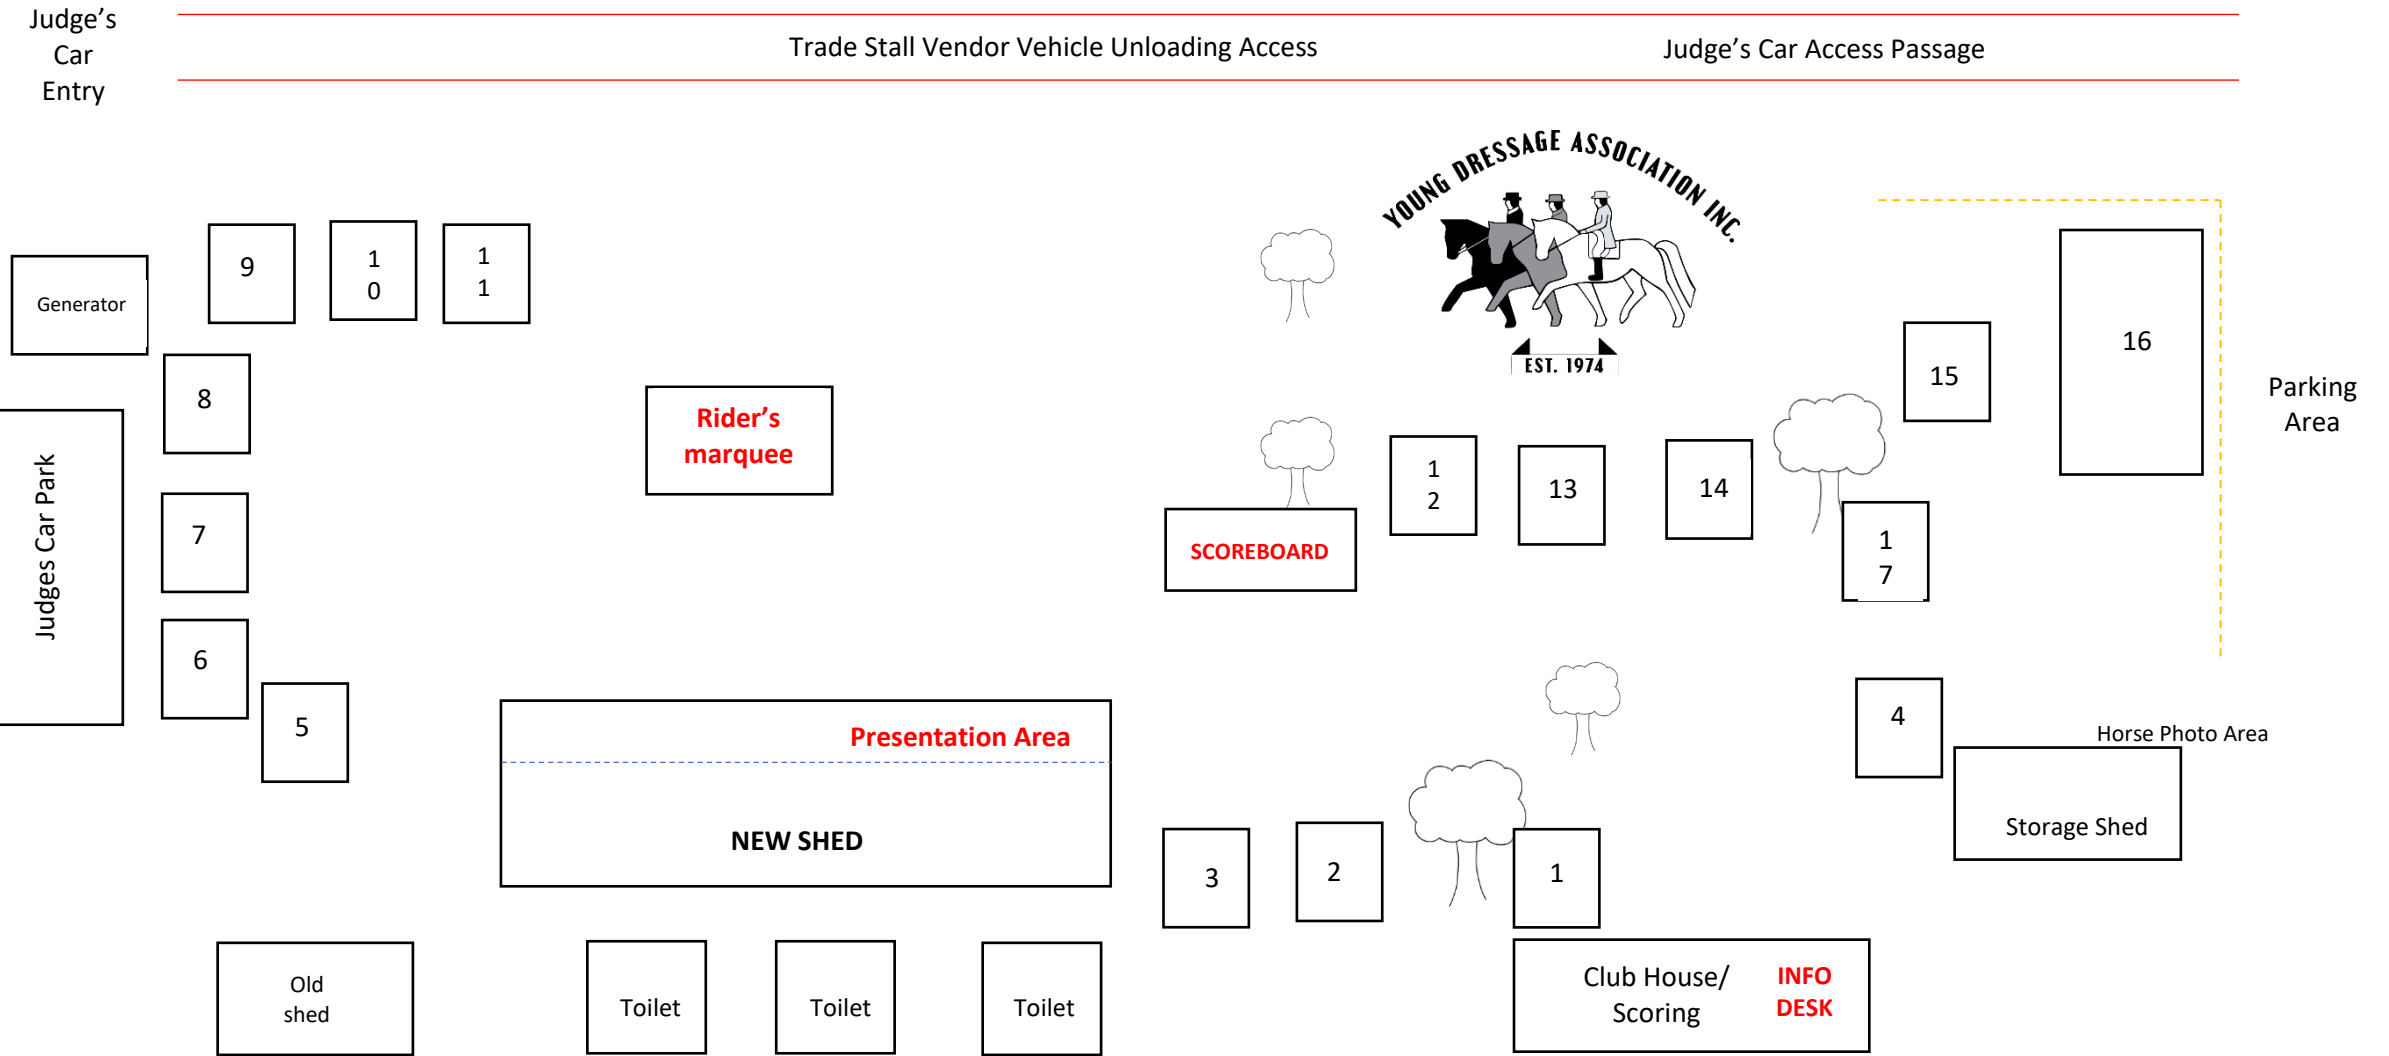 Judge’s
Car
Entry
Trade Stall Vendor Vehicle Unloading Access
Judge’s Car Access Passage
YOUNG DRESSAGE ASSOCIATION INC.
EST. 1974
9
1
0
1
1
Generator
8
Rider’s
marquee
15
16
Parking
Area
Judges Car Park
7
SCOREBOARD
1
2
13
14
1
7
6
5
Presentation Area
NEW SHED
4
Horse Photo Area
Storage Shed
3
2
1
Old
shed
Toilet
Toilet
Toilet
Club House/
Scoring
INFO
DESK